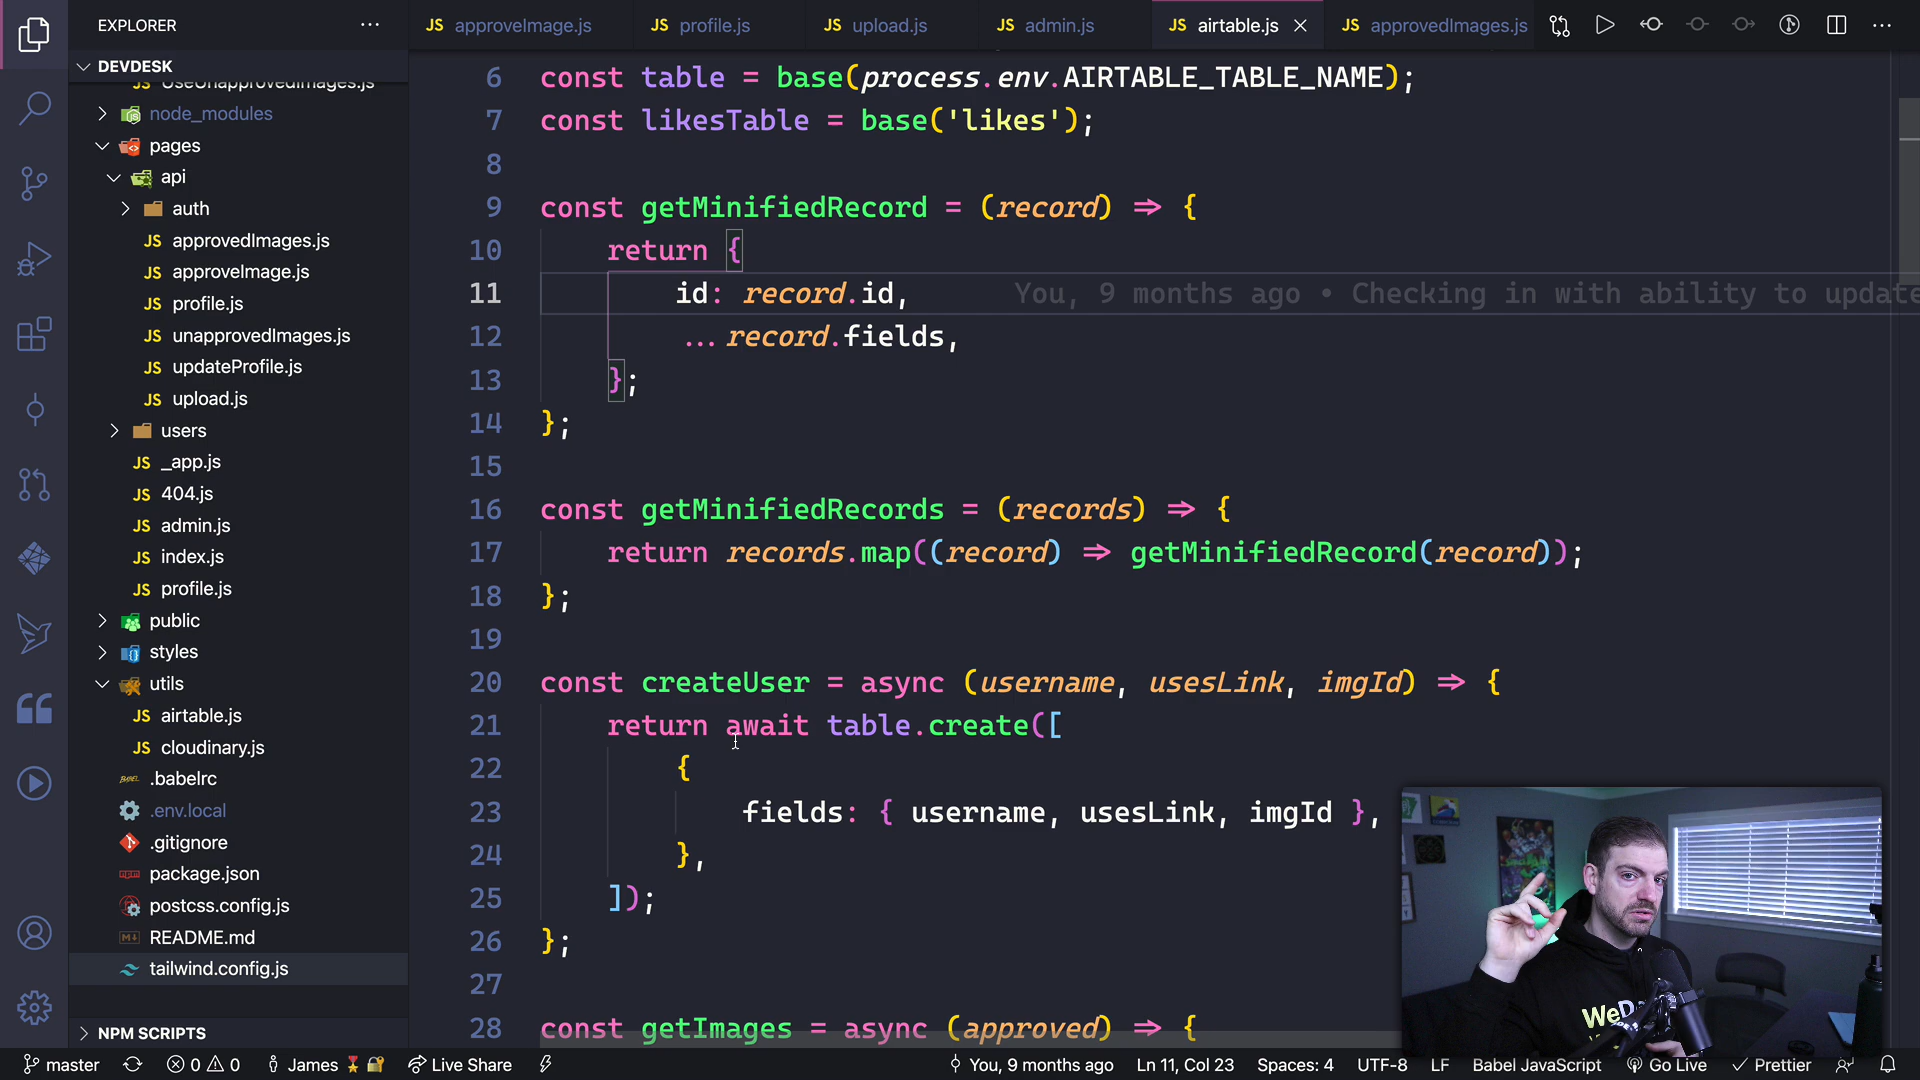 EXPLORER
DEVDESK
UseUnapprovedImages.js
node_modules
pages
api
auth
approvedImages.js
approveImage.js
profile.js
unapprovedImages.js
updateProfile.js
upload.js
users
_app.js
404.js
admin.js
index.js
profile.js
public
styles
utils
airtable.js
cloudinary.js
.babelrc
.env.local
.gitignore
package.json
postcss.config.js
README.md
tailwind.config.js
NPM SCRIPTS
JS approveImage.js JS profile.js JS upload.js JS admin.js JS airtable.js JS approvedImages.js
6 const table = base(process.env.AIRTABLE_TABLE_NAME);
7 const likesTable = base('likes');
8
9 const getMinifiedRecord = (record) => {
10 return {
11 id: record.id, You, 9 months ago • Checking in with ability to update
12 ...record.fields,
13 };
14 };
15
16 const getMinifiedRecords = (records) => {
17 return records.map((record) => getMinifiedRecord(record));
18 };
19
20 const createUser = async (username, usesLink, imgId) => {
21 return await table.create([
22 {
23 fields: { username, usesLink, imgId },
24 },
25 ]);
26 };
27
28 const getImages = async (approved) => {
master 0 0 James Live Share You, 9 months ago Ln 11, Col 23 Spaces: 4 UTF-8 LF Babel JavaScript Go Live Prettier